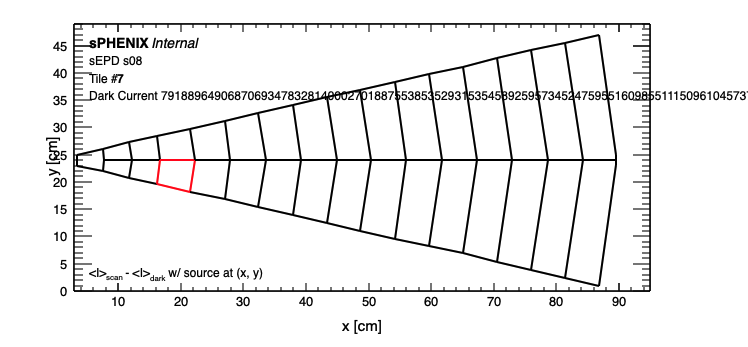 sPHENIX Internal
sEPD s08
Tile #7
Dark Current
<I>scan - <I>dark w/ source at (x, y)
y [cm]
45
40
35
30
25
20
15
10
5
0
10 20 30 40 50 60 70 80 90
x [cm]